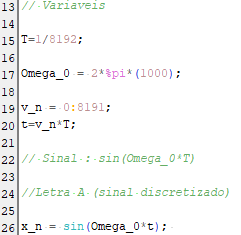 13 // Variaveis
14
15 T=1/8192;
16
17 Omega_0 = 2*%pi*(1000);
18
19 v_n = 0:8191;
20 t=v_n*T;
21
22 // Sinal : sin(Omega_0*T)
23
24 //Letra A (sinal discretizado)
25
26 x_n = sin(Omega_0*t);